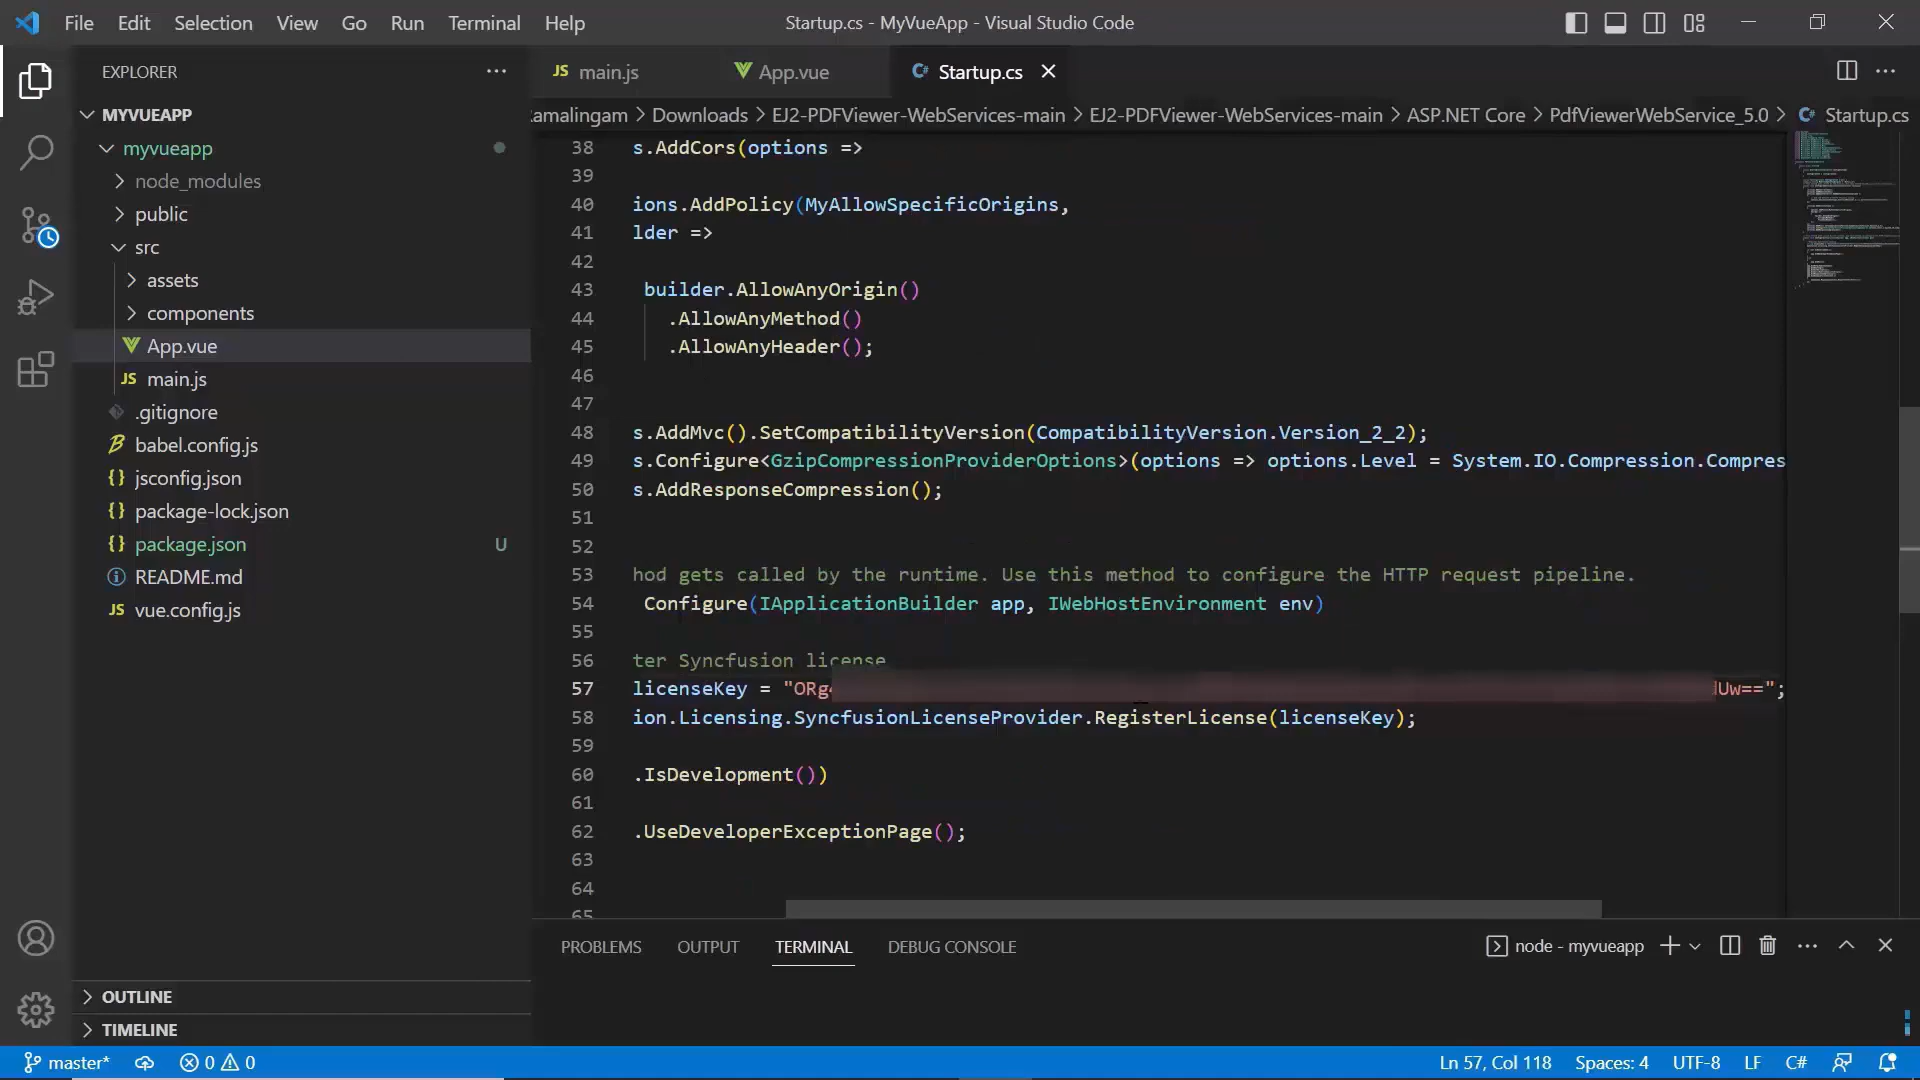 File Edit Selection View Go Run Terminal Help
Startup.cs - MyVueApp - Visual Studio Code
EXPLORER
MYVUEAPP
myvueapp
node_modules
public
src
assets
components
App.vue
JS main.js
.gitignore
babel.config.js
{} jsconfig.json
{} package-lock.json
{} package.json U
README.md
JS vue.config.js
OUTLINE
TIMELINE
JS main.js
App.vue
Startup.cs
amalingam > Downloads > EJ2-PDFViewer-WebServices-main > EJ2-PDFViewer-WebServices-main > ASP.NET Core > PdfViewerWebService_5.0 > Startup.cs
38 s.AddCors(options =>
39
40 ions.AddPolicy(MyAllowSpecificOrigins,
41 lder =>
42
43 builder.AllowAnyOrigin()
44 .AllowAnyMethod()
45 .AllowAnyHeader();
46
47
48 s.AddMvc().SetCompatibilityVersion(CompatibilityVersion.Version_2_2);
49 s.Configure<GzipCompressionProviderOptions>(options => options.Level = System.IO.Compression.Compres
50 s.AddResponseCompression();
51
52
53 hod gets called by the runtime. Use this method to configure the HTTP request pipeline.
54 Configure(IApplicationBuilder app, IWebHostEnvironment env)
55
56 ter Syncfusion license
57 licenseKey = "ORg Uw==";
58 ion.Licensing.SyncfusionLicenseProvider.RegisterLicense(licenseKey);
59
60 .IsDevelopment())
61
62 .UseDeveloperExceptionPage();
63
64
65
PROBLEMS OUTPUT TERMINAL DEBUG CONSOLE
node - myvueapp
master* 0 0
Ln 57, Col 118 Spaces: 4 UTF-8 LF C#